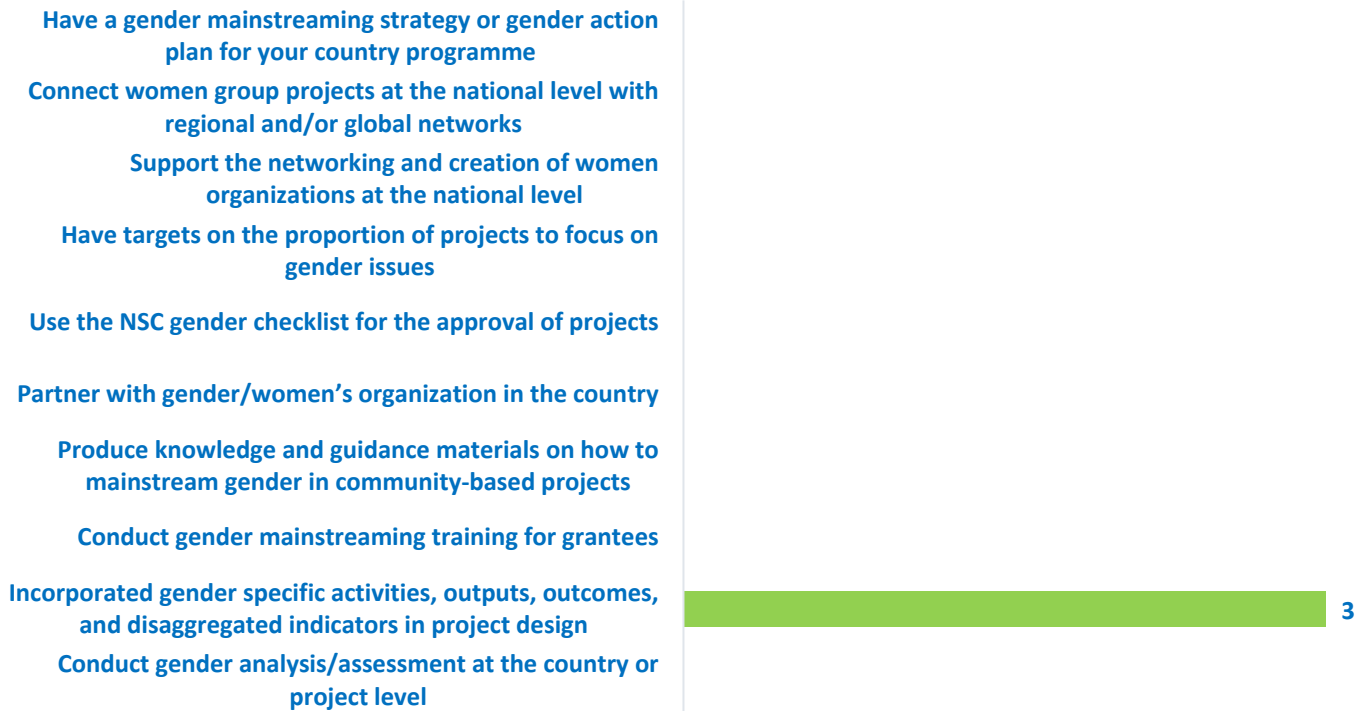 Have a gender mainstreaming strategy or gender action
plan for your country programme
Connect women group projects at the national level with
regional and/or global networks
Support the networking and creation of women
organizations at the national level
Have targets on the proportion of projects to focus on
gender issues
Use the NSC gender checklist for the approval of projects
Partner with gender/women’s organization in the country
Produce knowledge and guidance materials on how to
mainstream gender in community-based projects
Conduct gender mainstreaming training for grantees
Incorporated gender specific activities, outputs, outcomes,
and disaggregated indicators in project design
3
Conduct gender analysis/assessment at the country or
project level